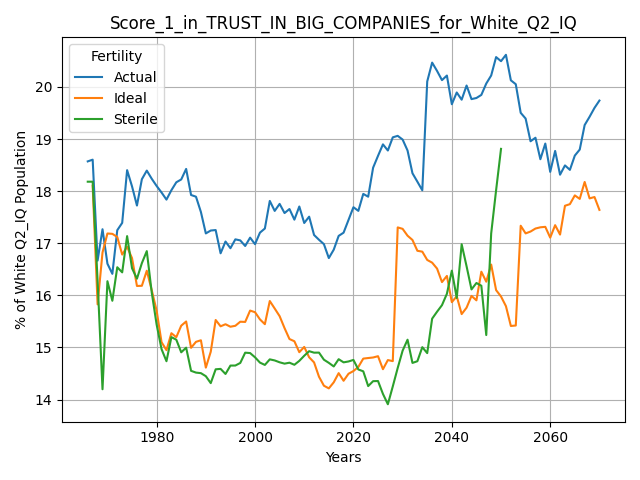 Score_1_in_TRUST_IN_BIG_COMPANIES_for_White_Q2_IQ
Fertility
Actual
Ideal
Sterile
% of White Q2_IQ Population
20
19
18
17
16
15
14
1980
2000
2020
2040
2060
Years